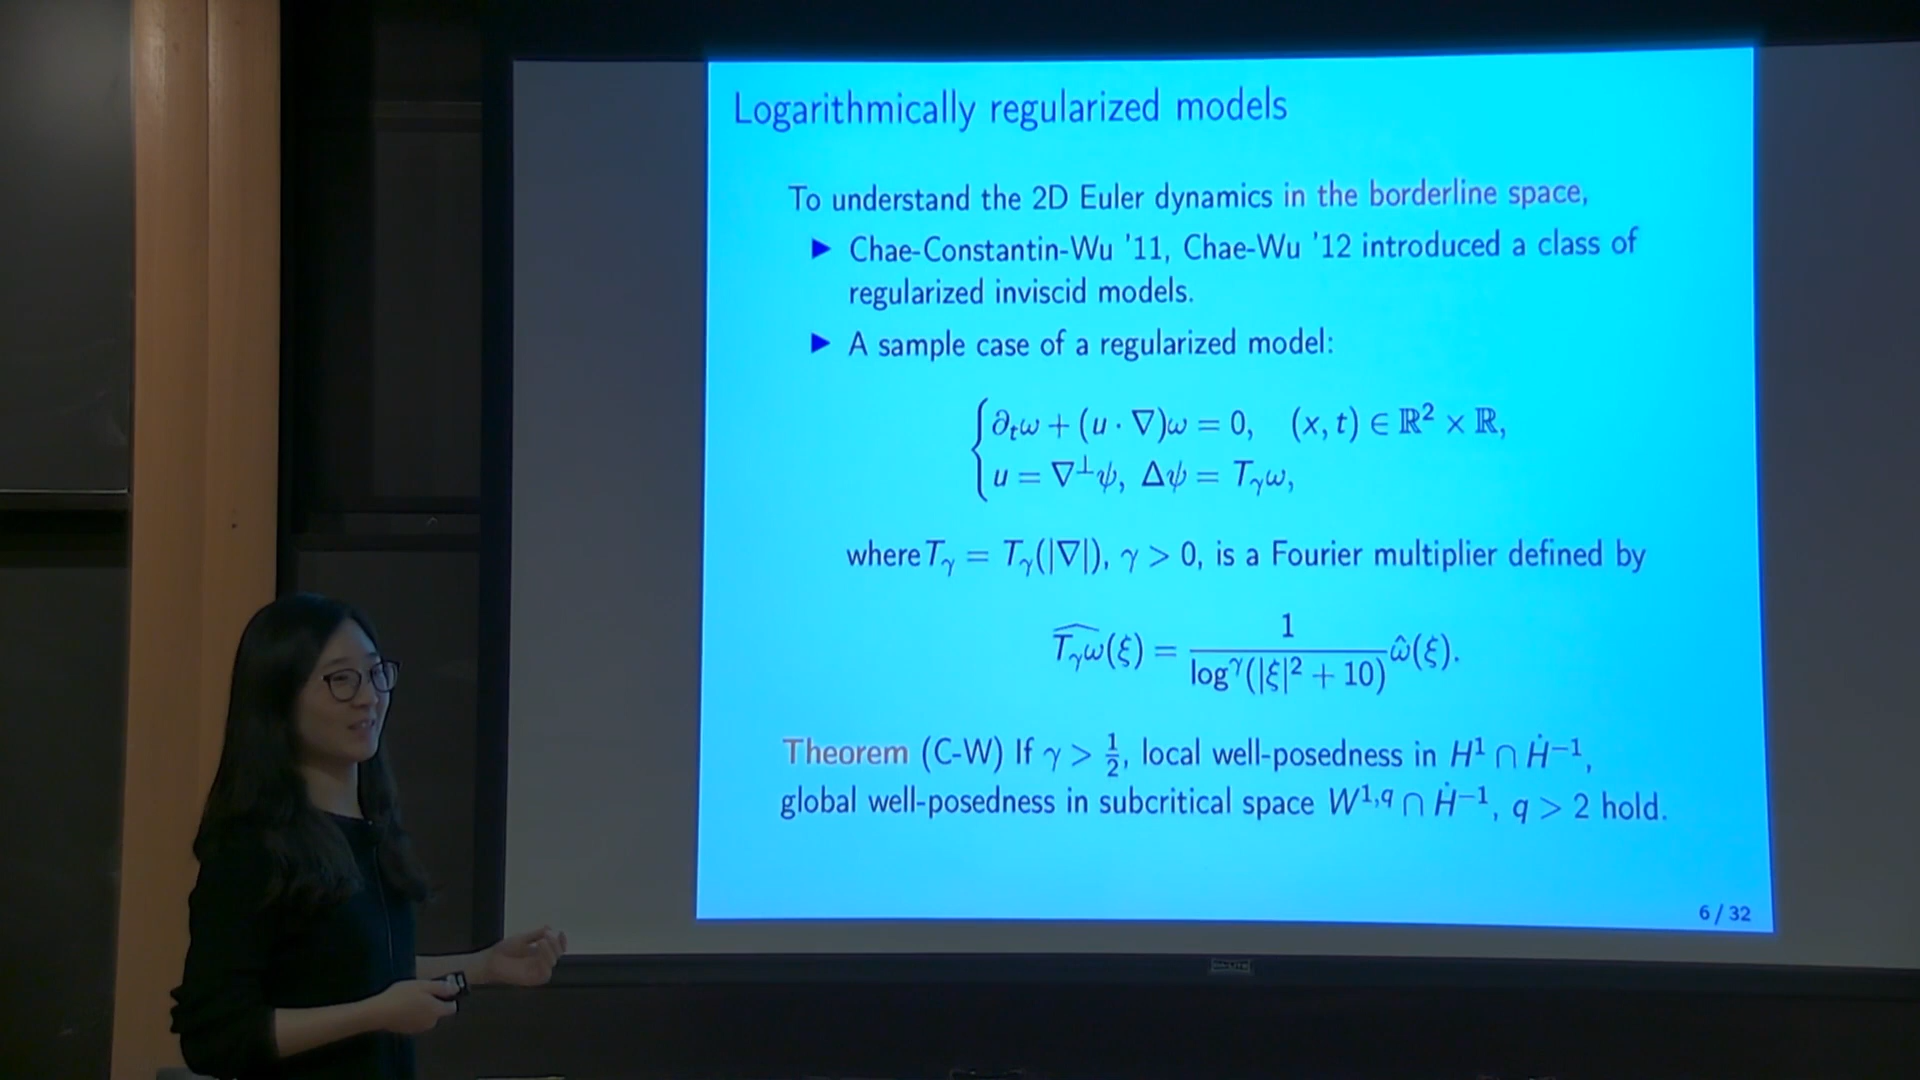 Logarithmically regularized models
To understand the 2D Euler dynamics in the borderline space,
▶ Chae-Constantin-Wu '11, Chae-Wu '12 introduced a class of
regularized inviscid models.
▶ A sample case of a regularized model:
∂ₜω + (u · ∇)ω = 0, (x, t) ∈ ℝ² × ℝ,
u = ∇⊥ψ, Δψ = T_γω,
where T_γ = T_γ(|∇|), γ > 0, is a Fourier multiplier defined by
\widehat{T_γω}(ξ) = \frac{1}{\log^γ(|ξ|² + 10)} \hat{ω}(ξ).
Theorem (C-W) If γ > ½, local well-posedness in H¹ ∩ Ḣ⁻¹,
global well-posedness in subcritical space W^{1,q} ∩ Ḣ⁻¹, q > 2 hold.
6 / 32